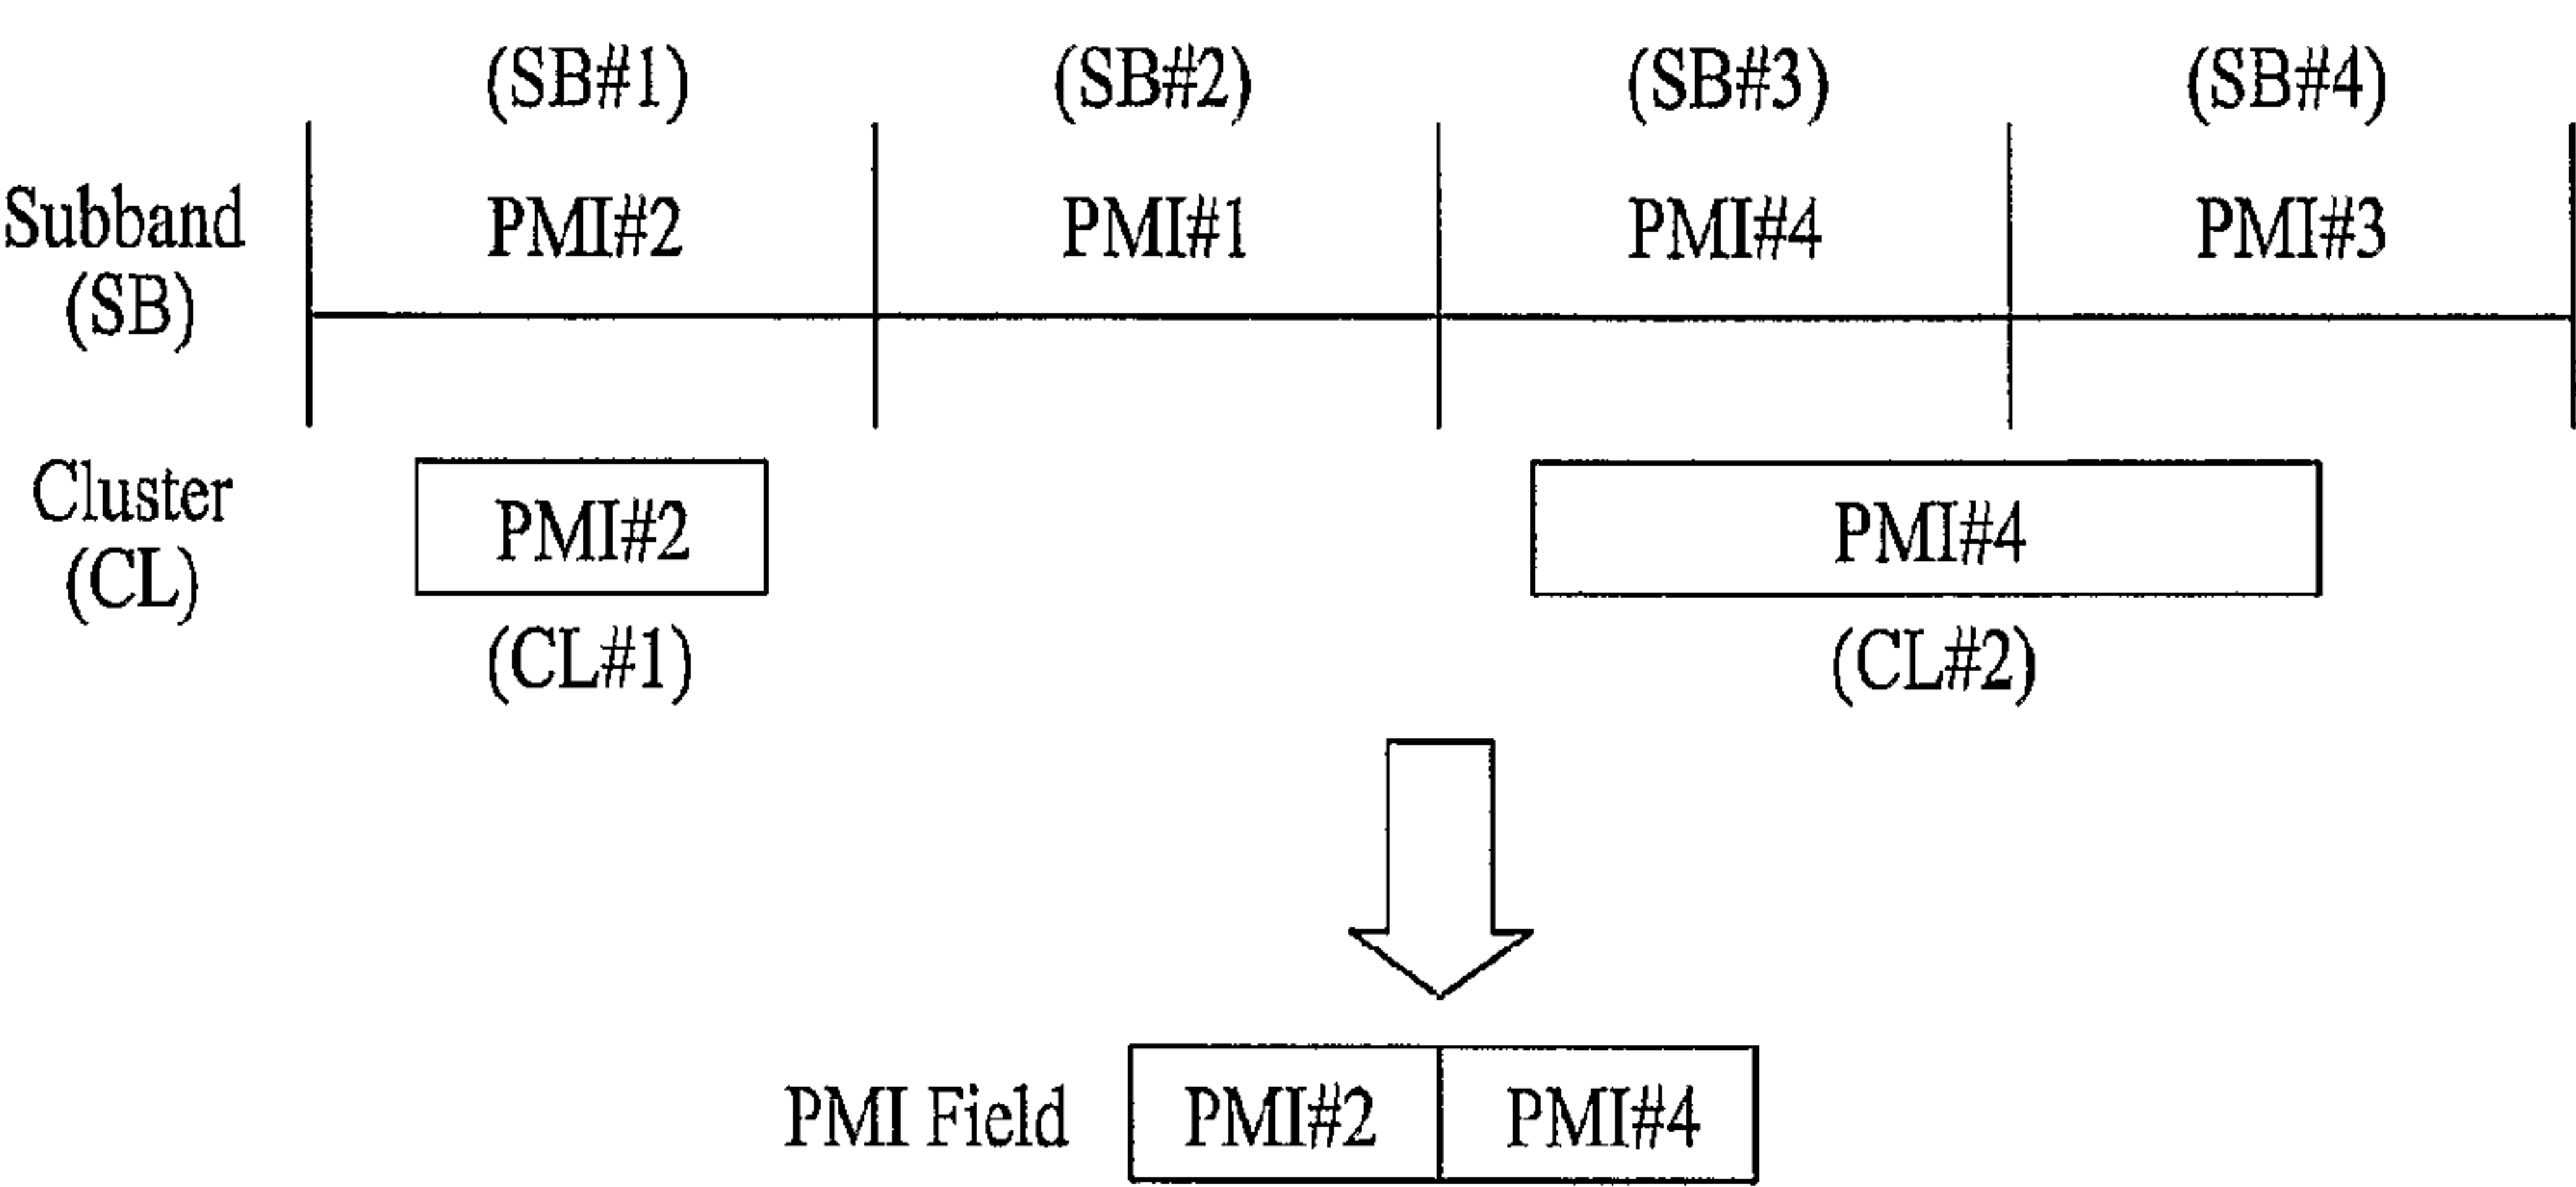 (SB#1) (SB#2) (SB#3) (SB#4)
Subband (SB) PMI#2 PMI#1 PMI#4 PMI#3
Cluster (CL) PMI#2 PMI#4
(CL#1) (CL#2)
PMI Field PMI#2 PMI#4